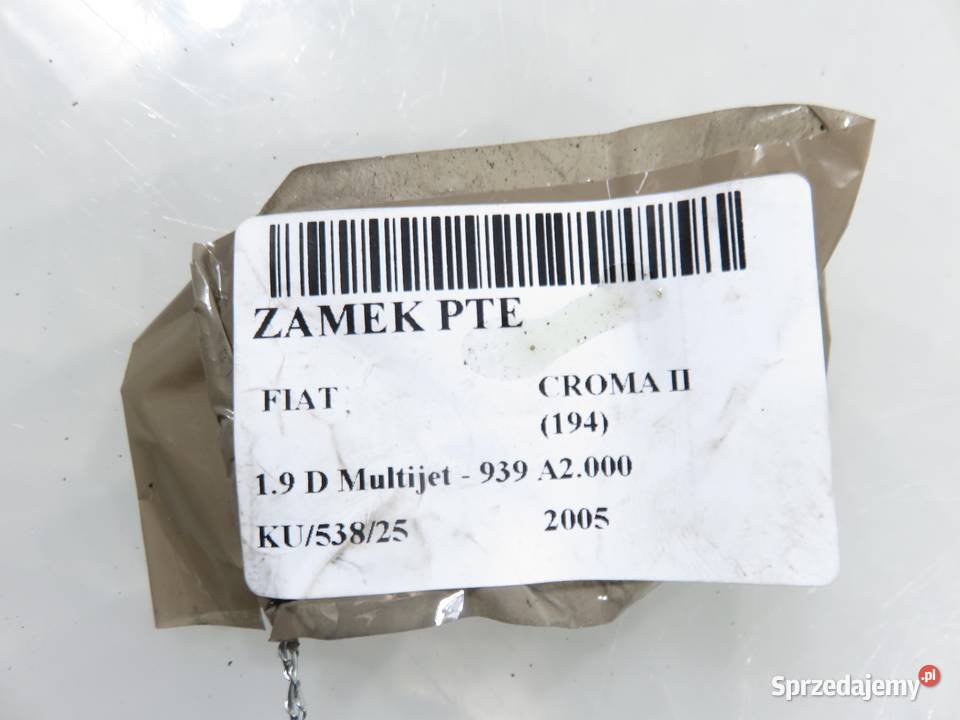 ZAMEK PTE
FIAT CROMA II
(194)
1.9 D Multijet - 939 A2.000
KU/538/25 2005
Sprzedajemy.pl